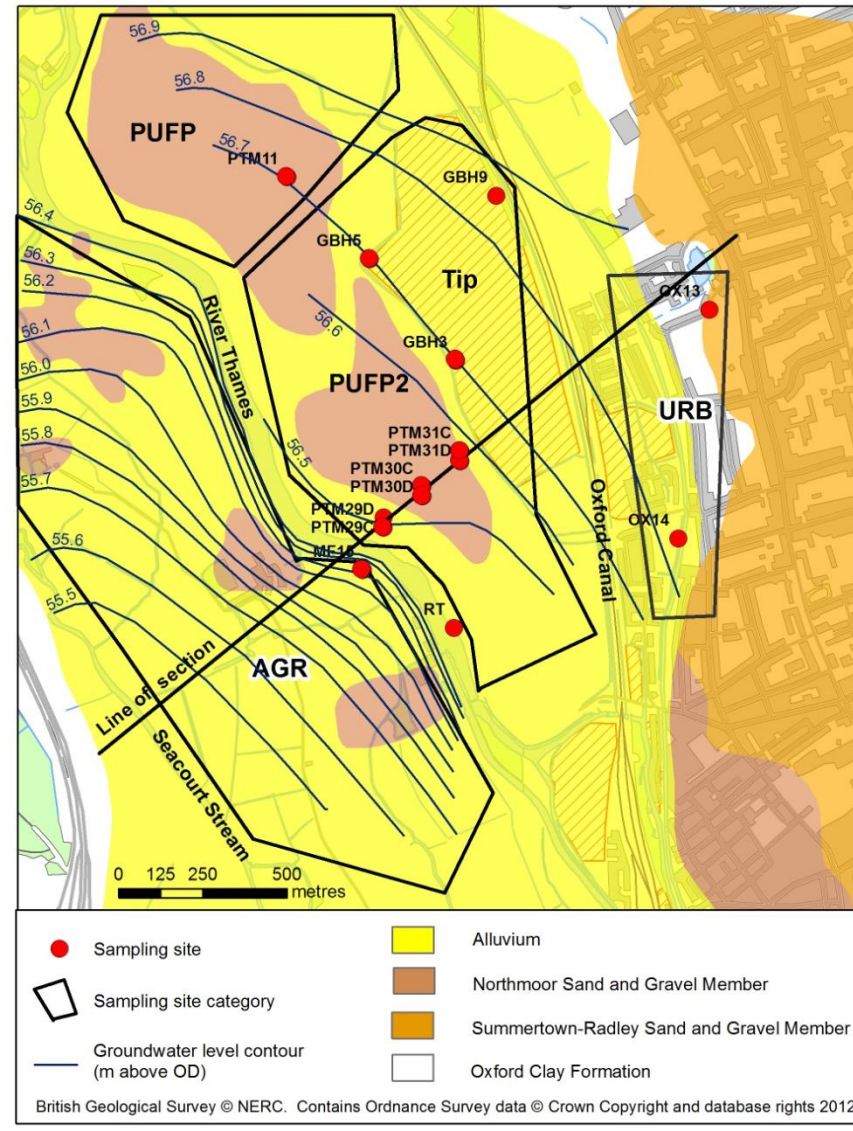 56.9
56.8
PUFP
56.7
PTM11
GBH9
56.4
GBH5
56.3
Tip
56.2
OX13
River Thames
56.6
56.1
GBH3
56.0
PUFP2
URB
55.9
55.8
PTM31C
56.5
PTM31D
55.7
PTM30C
PTM30D
Oxford Canal
PTM29D
OX14
PTM29C
55.6
MF16
55.5
RT
AGR
Line of section
Seacourt Stream
0 125 250 500
metres
Sampling site
Alluvium
Sampling site category
Northmoor Sand and Gravel Member
Summertown-Radley Sand and Gravel Member
Groundwater level contour
(m above OD)
Oxford Clay Formation
British Geological Survey © NERC. Contains Ordnance Survey data © Crown Copyright and database rights 2012